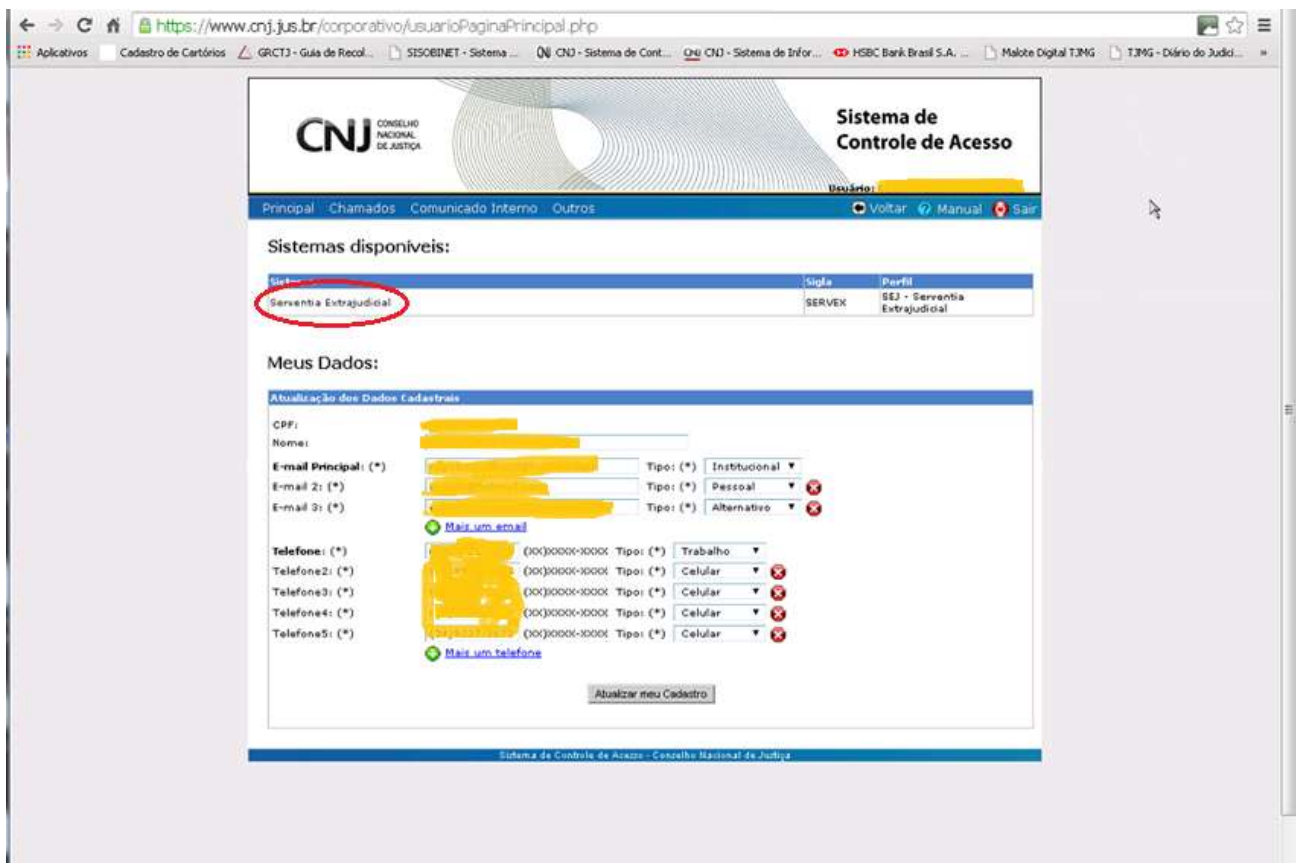 https://www.cnj.jus.br/corporativo/usuarioPaginaPrincipal.php
Aplicativos Cadastro de Cartórios GRCTJ - Guia de Recol... SISOBINET - Sistema ... CNJ - Sistema de Cont... CNJ - Sistema de Infor... HSBC Bank Brasil S.A. ... Malote Digital TJMG TJMG - Diário do Judici... »
CNJ CONSELHO NACIONAL DE JUSTIÇA
Sistema de
Controle de Acesso
Usuário:
Principal Chamados Comunicado Interno Outros Voltar Manual Sair
Sistemas disponíveis:
Sigla Perfil
Serventia Extrajudicial SERVEX SEJ - Serventia Extrajudicial
Meus Dados:
Atualização dos Dados Cadastrais
CPF:
Nome:
E-mail Principal: (*) Tipo: (*) Institucional
E-mail 2: (*) Tipo: (*) Pessoal
E-mail 3: (*) Tipo: (*) Alternativo
Mais um email
Telefone: (*) (XX)XXXX-XXXX Tipo: (*) Trabalho
Telefone2: (*) (XX)XXXX-XXXX Tipo: (*) Celular
Telefone3: (*) (XX)XXXX-XXXX Tipo: (*) Celular
Telefone4: (*) (XX)XXXX-XXXX Tipo: (*) Celular
Telefone5: (*) (XX)XXXX-XXXX Tipo: (*) Celular
Mais um telefone
Atualizar meu Cadastro
Sistema de Controle de Acesso - Conselho Nacional de Justiça